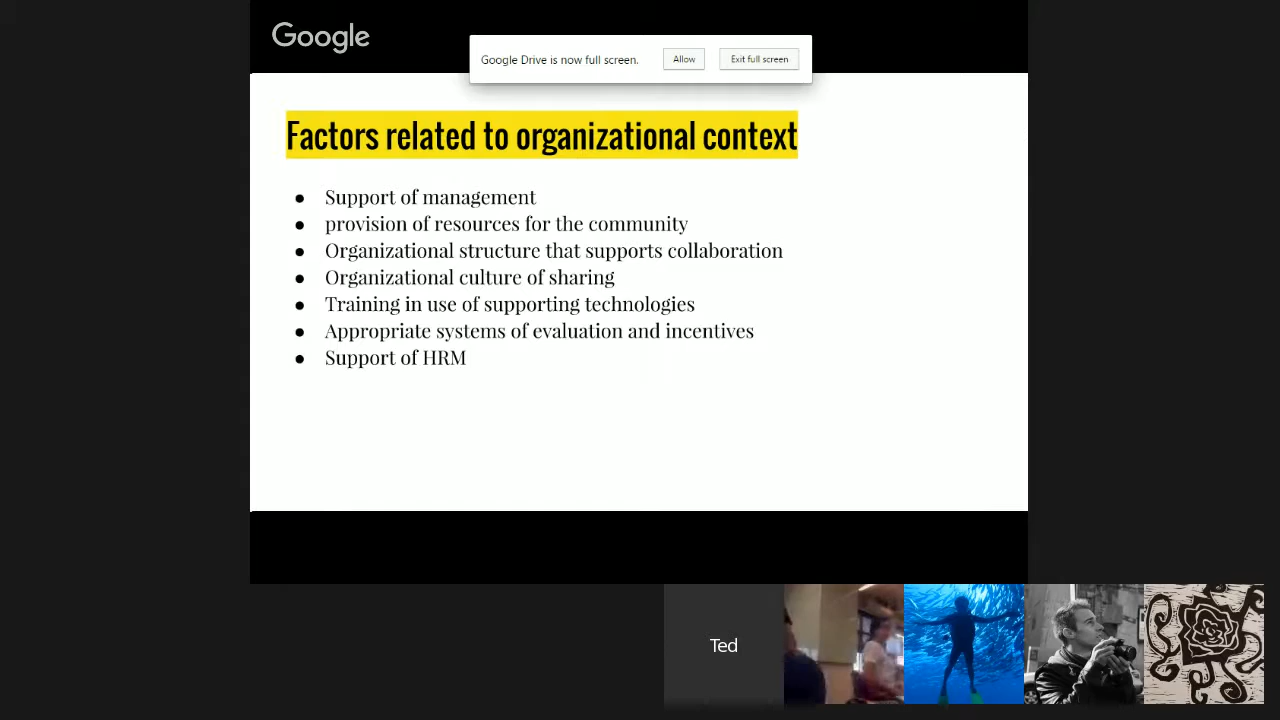 Google
Google Drive is now full screen. Allow Exit full screen
Factors related to organizational context
● Support of management
● provision of resources for the community
● Organizational structure that supports collaboration
● Organizational culture of sharing
● Training in use of supporting technologies
● Appropriate systems of evaluation and incentives
● Support of HRM
Ted